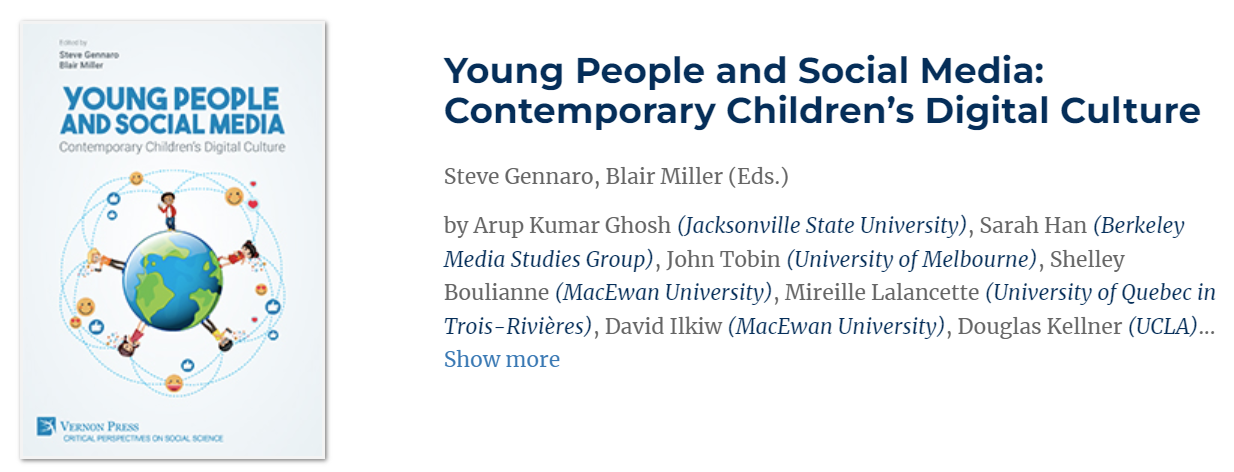 Edited by
Steve Gennaro
Blair Miller
YOUNG PEOPLE
AND SOCIAL MEDIA
Contemporary Children's Digital Culture
VERNON PRESS
CRITICAL PERSPECTIVES ON SOCIAL SCIENCE
Young People and Social Media:
Contemporary Children’s Digital Culture
Steve Gennaro, Blair Miller (Eds.)
by Arup Kumar Ghosh (Jacksonville State University), Sarah Han (Berkeley
Media Studies Group), John Tobin (University of Melbourne), Shelley
Boulianne (MacEwan University), Mireille Lalancette (University of Quebec in
Trois-Rivières), David Ilkiw (MacEwan University), Douglas Kellner (UCLA)...
Show more